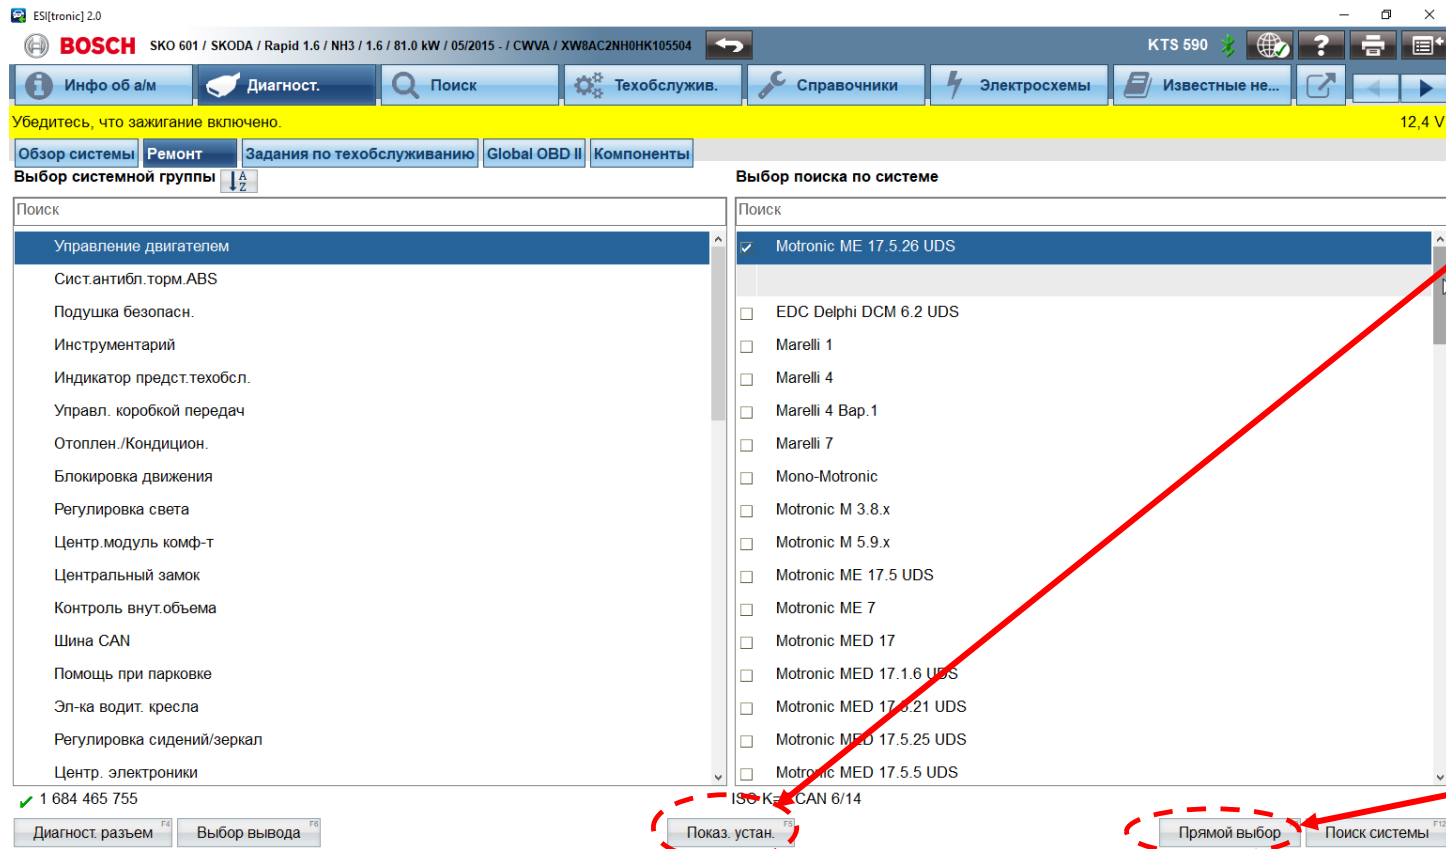 ESI[tronic] 2.0
BOSCH SKO 601 / SKODA / Rapid 1.6 / NH3 / 1.6 / 81.0 kW / 05/2015 - / CWVA / XW8AC2NH0HK105504 KTS 590 ?
Инфо об а/м Диагност. Поиск Техобслужив. Справочники Электросхемы Известные не...
Убедитесь, что зажигание включено. 12,4 V
Обзор системы Ремонт Задания по техобслуживанию Global OBD II Компоненты
Выбор системной группы A Z Выбор поиска по системе
Поиск Поиск
Управление двигателем Motronic ME 17.5.26 UDS
Сист.антибл.торм.ABS
Подушка безопасн. EDC Delphi DCM 6.2 UDS
Инструментарий Marelli 1
Индикатор предст.техобсл. Marelli 4
Управл. коробкой передач Marelli 4 Вар.1
Отоплен./Кондицион. Marelli 7
Блокировка движения Mono-Motronic
Регулировка света Motronic M 3.8.x
Центр.модуль комф-т Motronic M 5.9.x
Центральный замок Motronic ME 17.5 UDS
Контроль внут.объема Motronic ME 7
Шина CAN Motronic MED 17
Помощь при парковке Motronic MED 17.1.6 UDS
Эл-ка водит. кресла Motronic MED 17.5.21 UDS
Регулировка сидений/зеркал Motronic MED 17.5.25 UDS
Центр. электроники Motronic MED 17.5.5 UDS
1 684 465 755 ISO CAN 6/14
Диагност. разъем F4 Выбор вывода F6 Показ. устан. F5 Прямой выбор Поиск системы F12